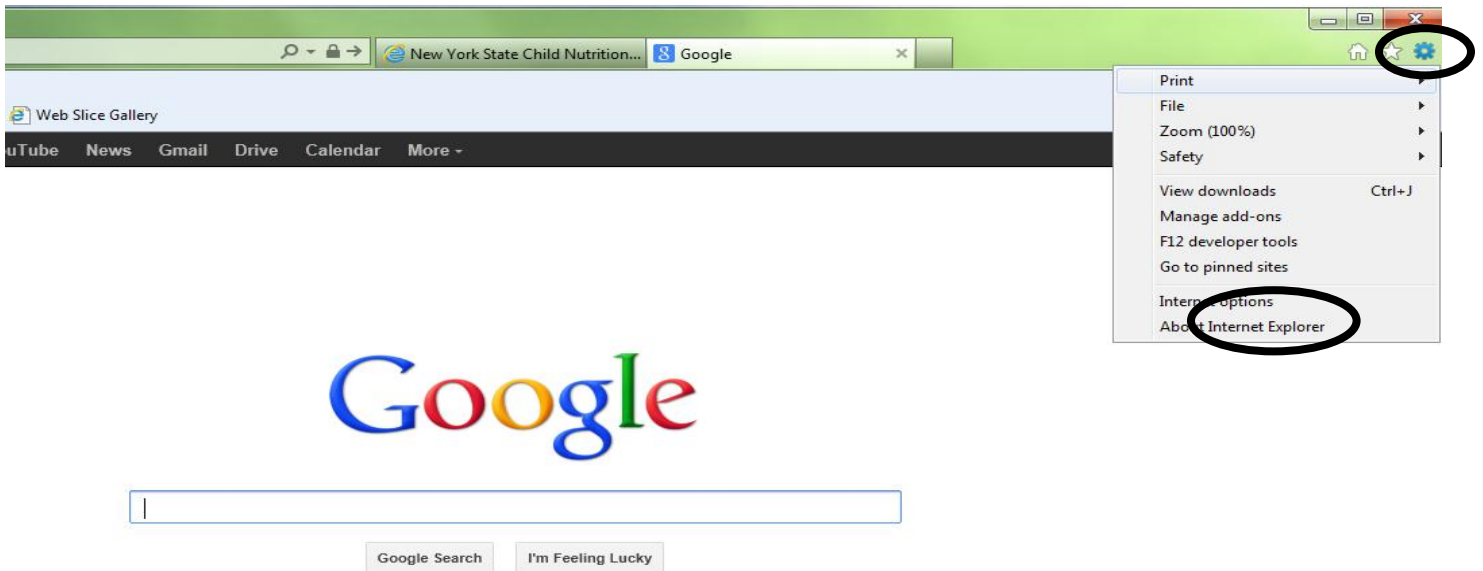 New York State Child Nutrition...
Google
Print
File
Zoom (100%)
Safety
View downloads Ctrl+J
Manage add-ons
F12 developer tools
Go to pinned sites
Internet options
About Internet Explorer
Web Slice Gallery
uTube News Gmail Drive Calendar More
Google
Google Search I'm Feeling Lucky